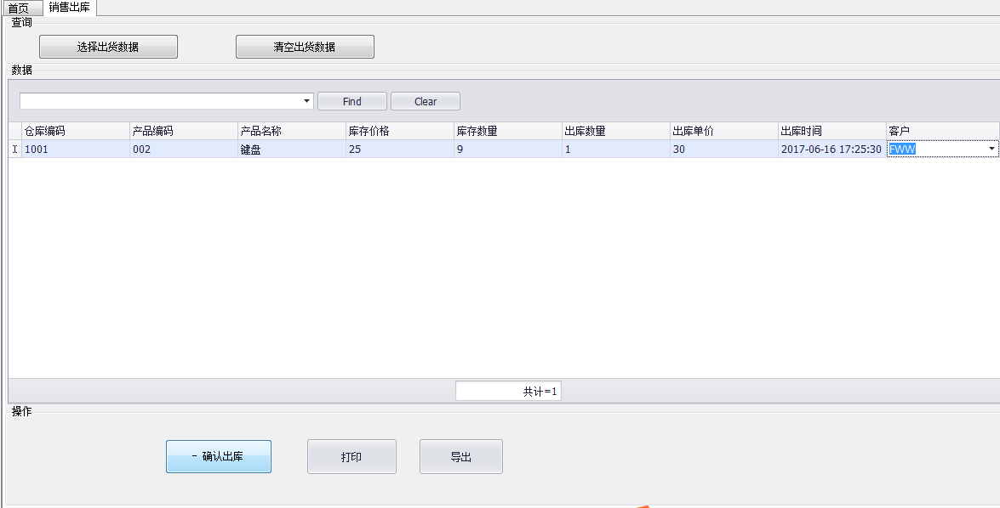 首页 销售出库
查询
选择出货数据 清空出货数据
数据
Find Clear
仓库编码 产品编码 产品名称 库存价格 库存数量 出库数量 出库单价 出库时间 客户
1001 002 键盘 25 9 1 30 2017-06-16 17:25:30 FWW
共计=1
操作
- 确认出库 打印 导出